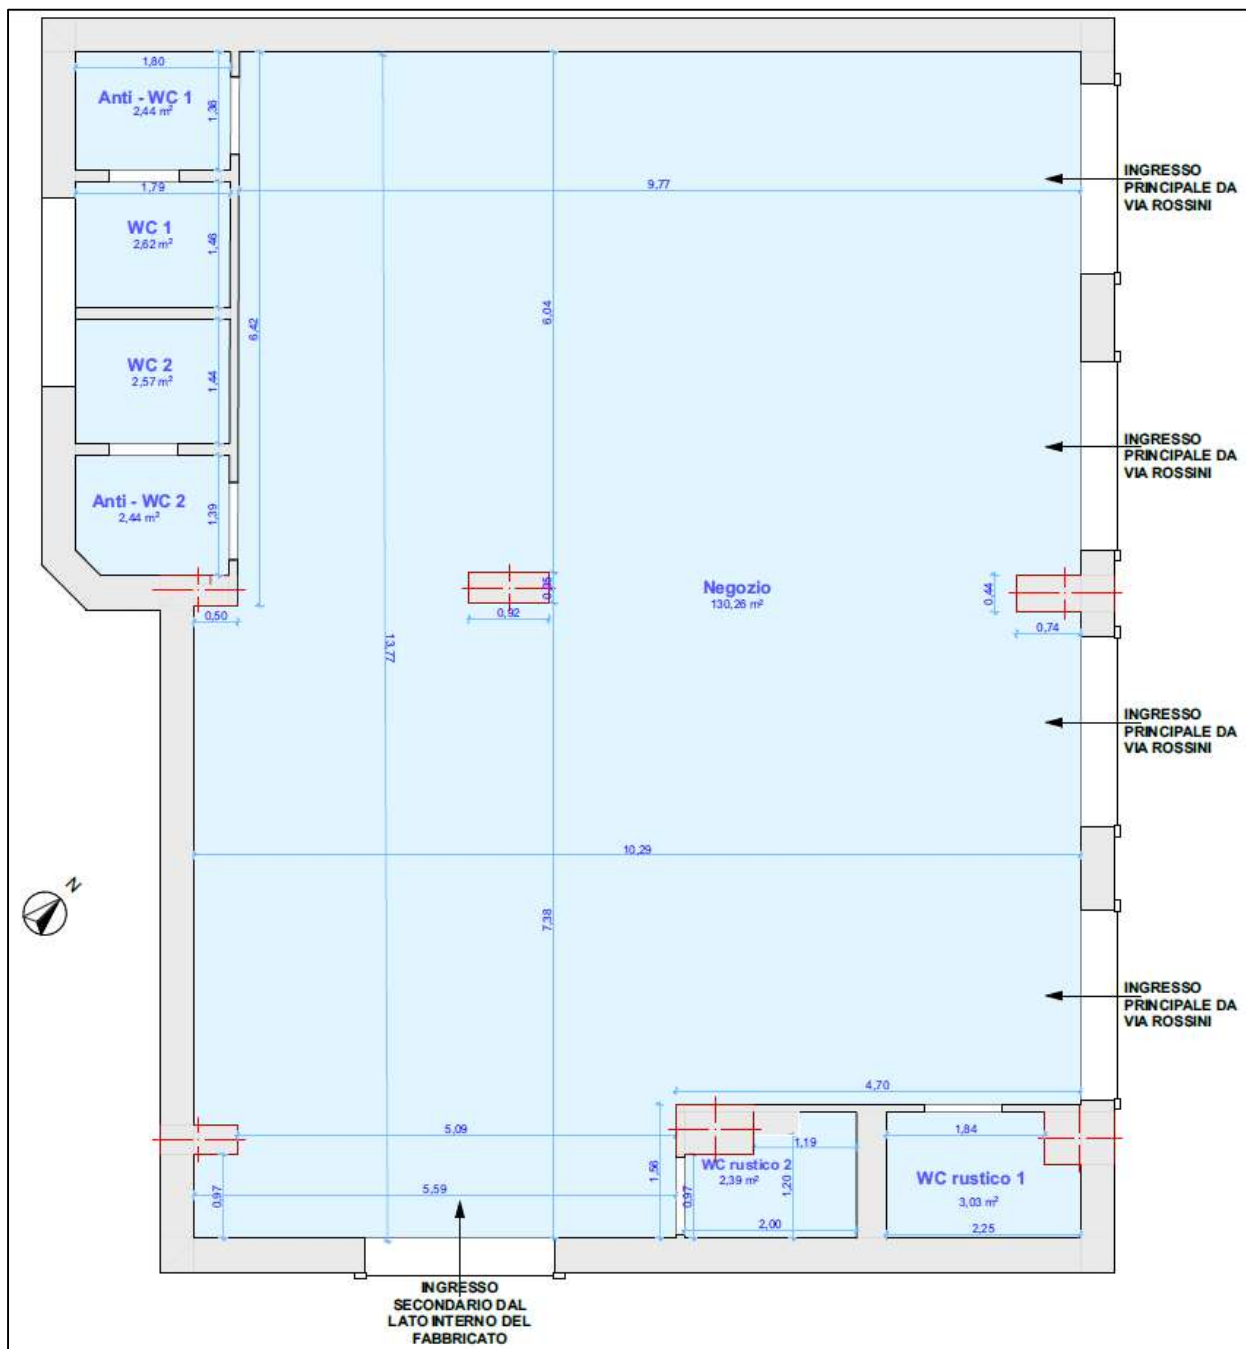 1,80
Anti - WC 1
2,44 m²
1,36
INGRESSO
PRINCIPALE DA
VIA ROSSINI
1,79
9,77
WC 1
2,62 m²
1,46
6,42
6,04
WC 2
2,57 m²
1,44
INGRESSO
PRINCIPALE DA
VIA ROSSINI
Anti - WC 2
2,44 m²
1,39
0,35
Negozio
130,26 m²
0,44
0,50
0,92
0,74
13,77
INGRESSO
PRINCIPALE DA
VIA ROSSINI
10,29
N
7,38
INGRESSO
PRINCIPALE DA
VIA ROSSINI
4,70
5,09
1,19
1,84
1,56
WC rustico 2
2,39 m²
1,20
WC rustico 1
3,03 m²
0,97
5,59
0,97
2,00
2,25
INGRESSO
SECONDARIO DAL
LATO INTERNO DEL
FABBRICATO